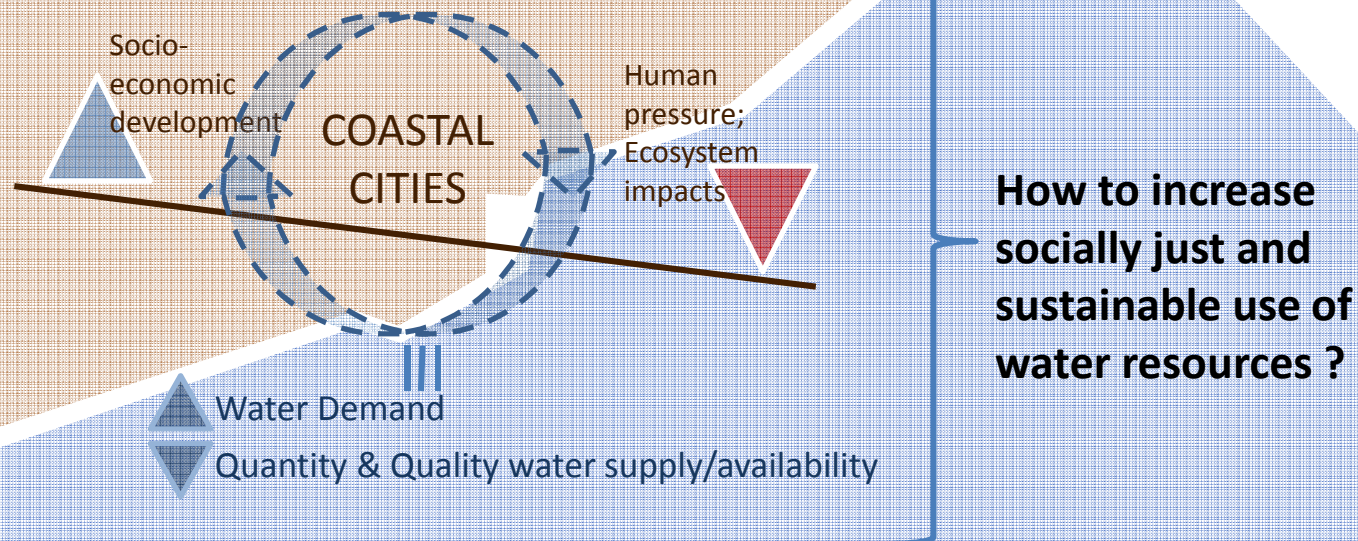 Socio-
economic
development
COASTAL
CITIES
Human
pressure;
Ecosystem
impacts
Water Demand
Quantity & Quality water supply/availability
How to increase
socially just and
sustainable use of
water resources ?